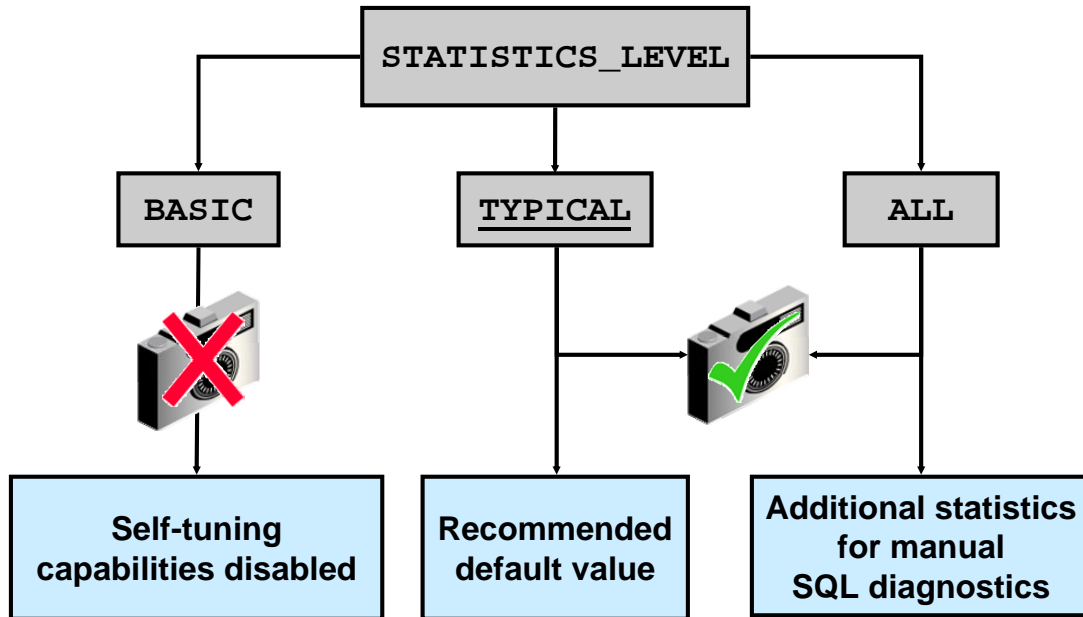 STATISTICS_LEVEL
BASIC
TYPICAL
ALL
Self-tuning
capabilities disabled
Recommended
default value
Additional statistics
for manual
SQL diagnostics